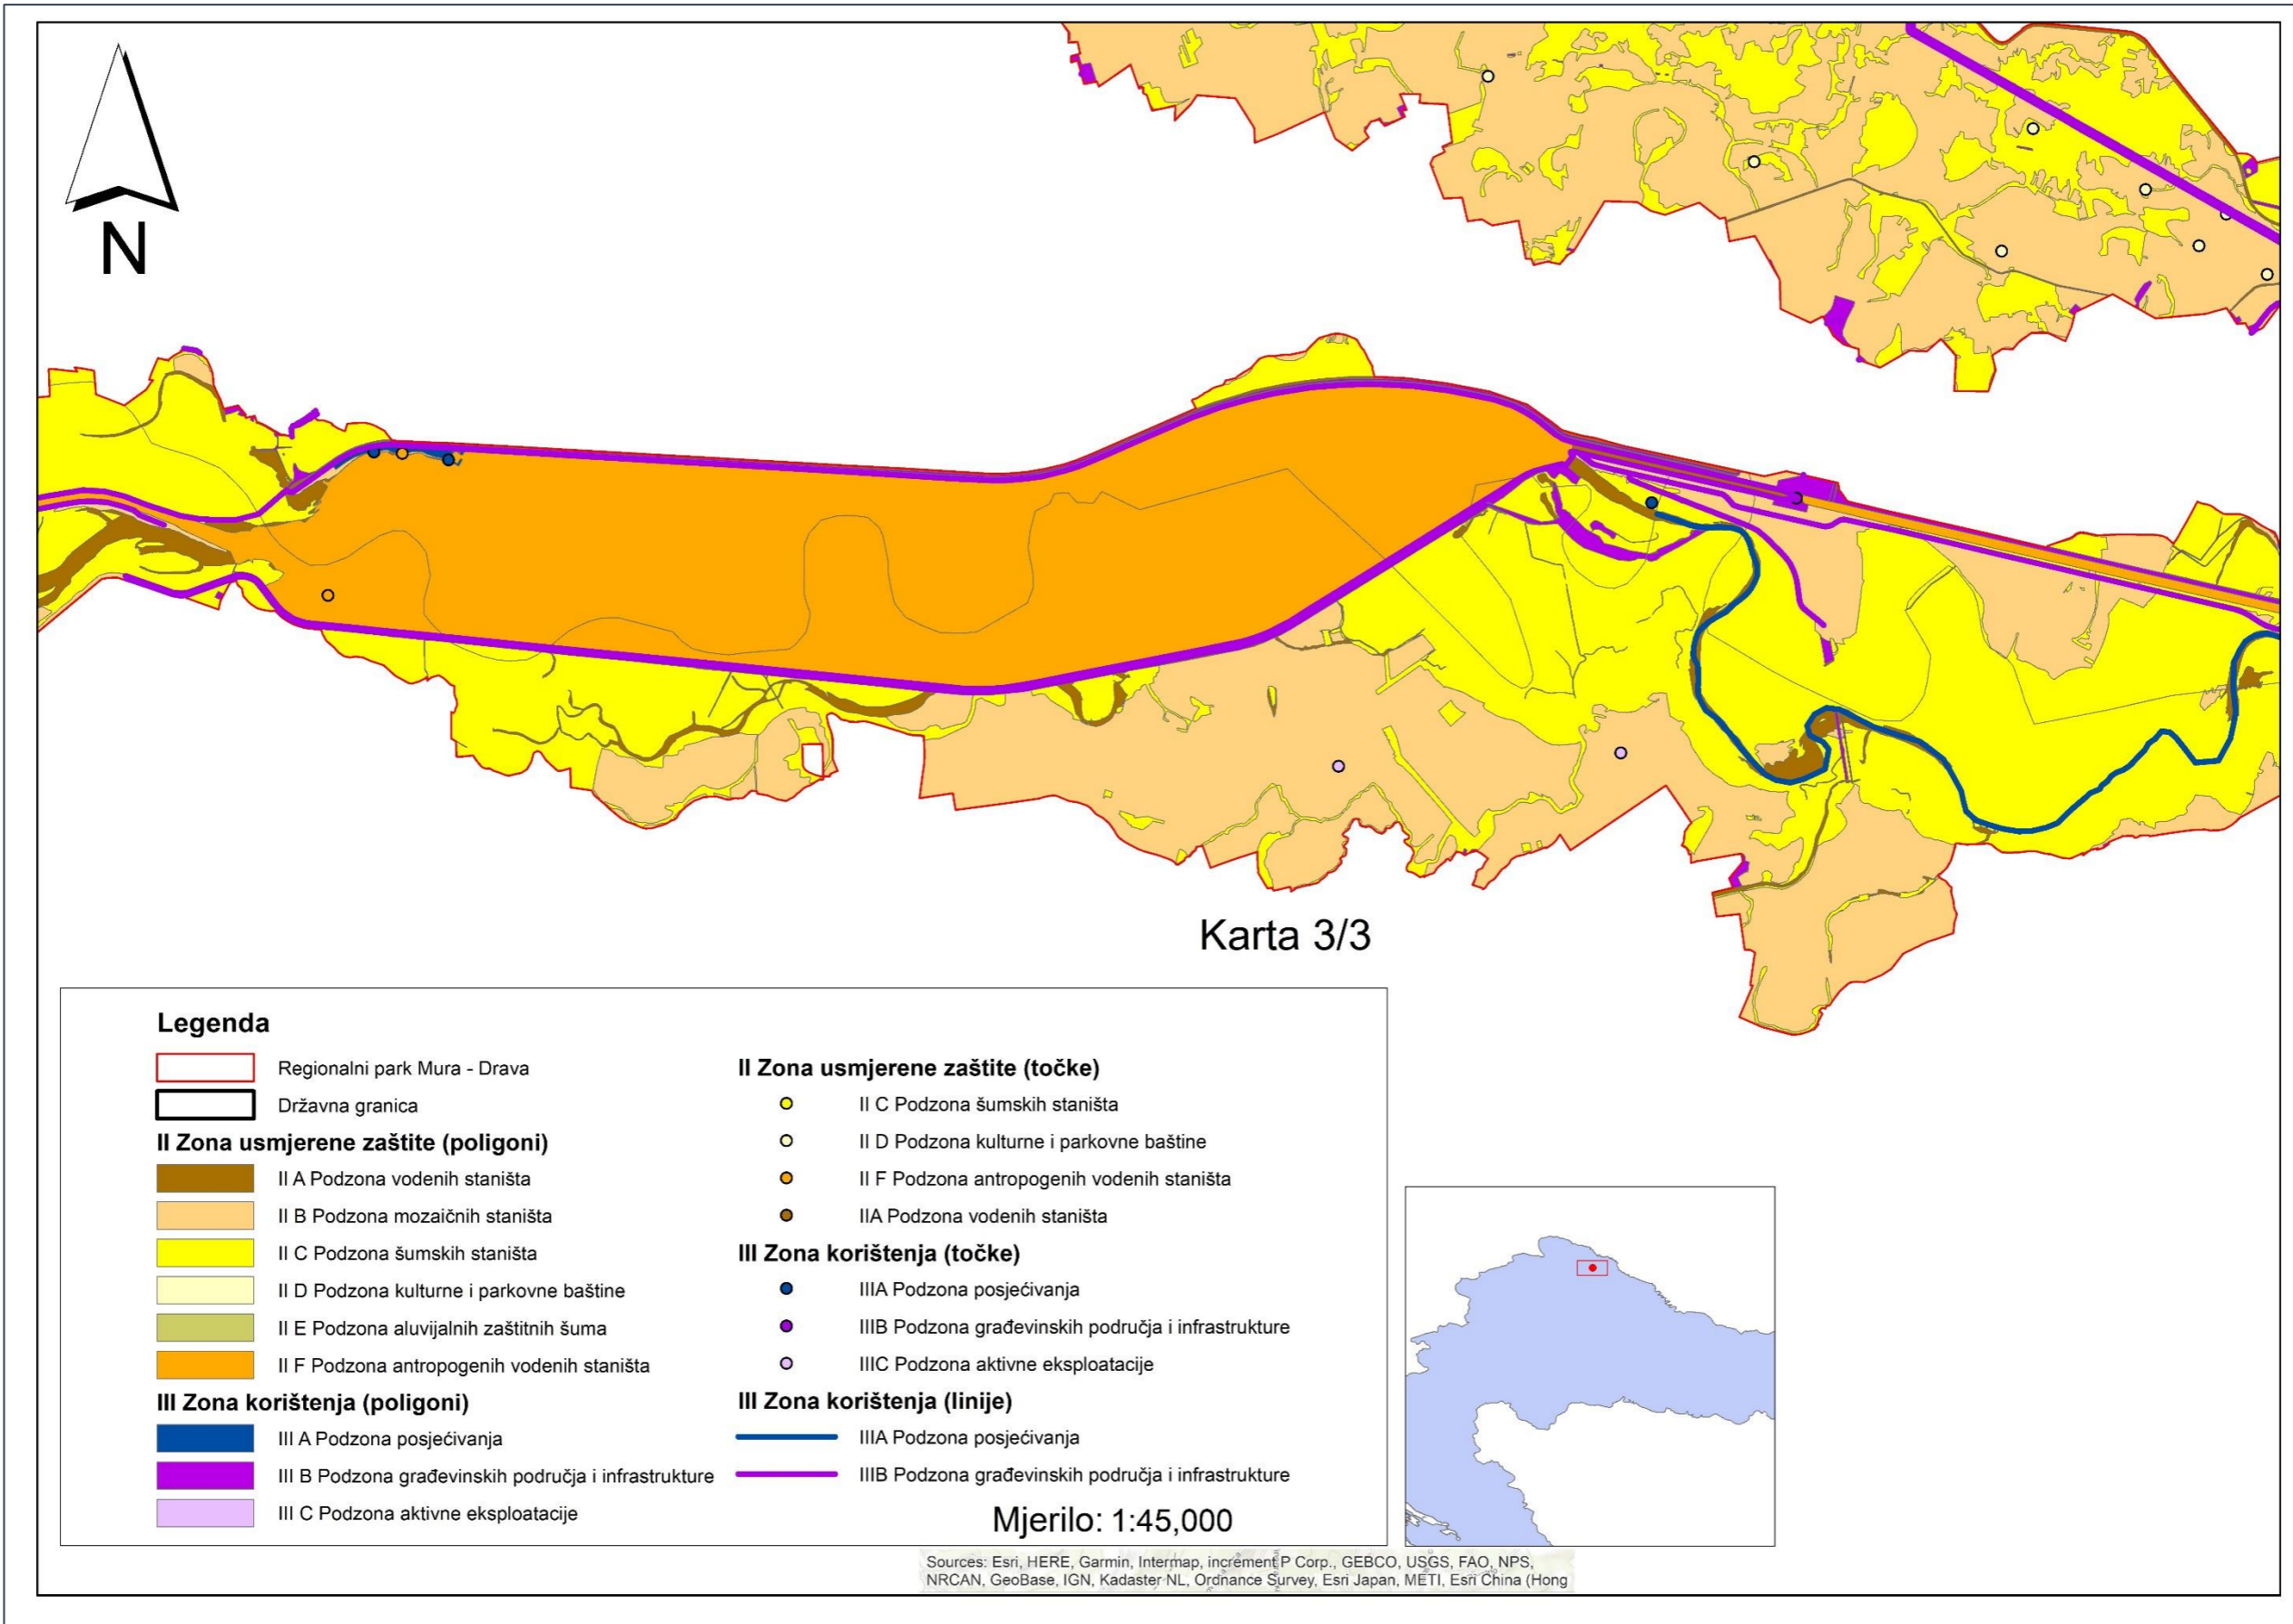 N
Karta 3/3
Legenda
Regionalni park Mura - Drava
Državna granica
II Zona usmjerene zaštite (poligoni)
II A Podzona vodenih staništa
II B Podzona mozaičnih staništa
II C Podzona šumskih staništa
II D Podzona kulturne i parkovne baštine
II E Podzona aluvijalnih zaštitnih šuma
II F Podzona antropogenih vodenih staništa
III Zona korištenja (poligoni)
III A Podzona posjećivanja
III B Podzona građevinskih područja i infrastrukture
III C Podzona aktivne eksploatacije
II Zona usmjerene zaštite (točke)
II C Podzona šumskih staništa
II D Podzona kulturne i parkovne baštine
II F Podzona antropogenih vodenih staništa
IIA Podzona vodenih staništa
III Zona korištenja (točke)
IIIA Podzona posjećivanja
IIIB Podzona građevinskih područja i infrastrukture
IIIC Podzona aktivne eksploatacije
III Zona korištenja (linije)
IIIA Podzona posjećivanja
IIIB Podzona građevinskih područja i infrastrukture
Mjerilo: 1:45,000
Sources: Esri, HERE, Garmin, Intermap, increment P Corp., GEBCO, USGS, FAO, NPS,
NRCAN, GeoBase, IGN, Kadaster NL, Ordnance Survey, Esri Japan, METI, Esri China (Hong